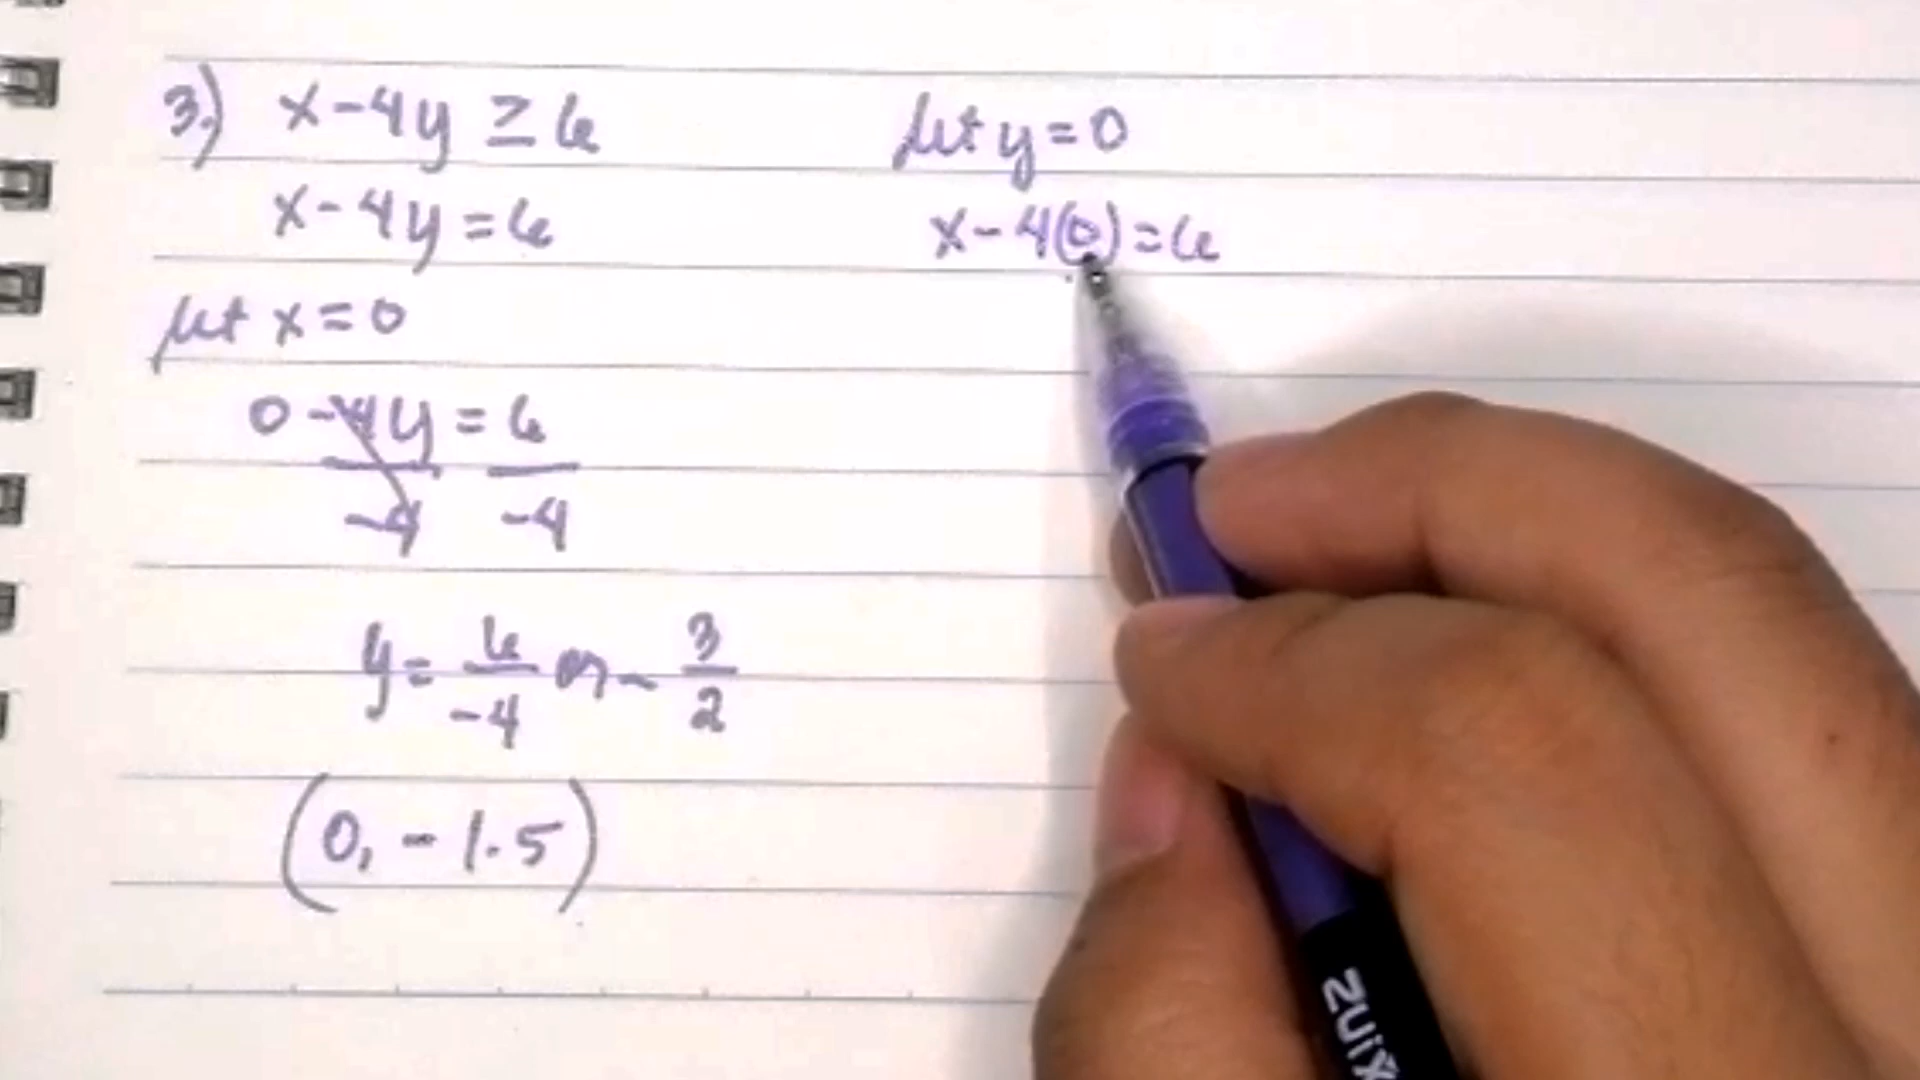 3.) x - 4y ≥ 6
x - 4y = 6
let x = 0
0 - 4y = 6
-4 -4
y = 6/-4 or - 3/2
(0, -1.5)
let y = 0
x - 4(0) = 6
ZUiX